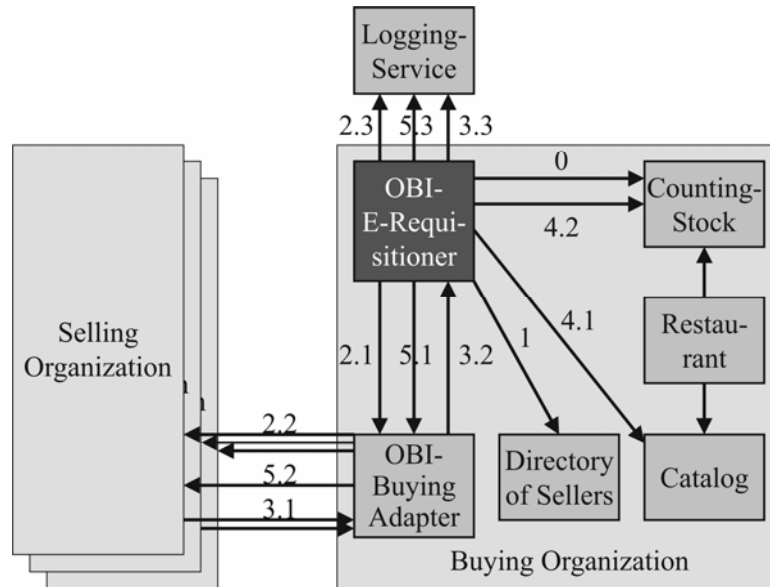 Logging-
Service
2.3
5.3
3.3
0
OBI-
E-Requi-
sitioner
Counting-
Stock
4.2
Selling
Organization
n
n
2.1
5.1
3.2
1
4.1
Restau-
rant
2.2
OBI-
Buying
Adapter
Directory
of Sellers
Catalog
5.2
3.1
Buying Organization